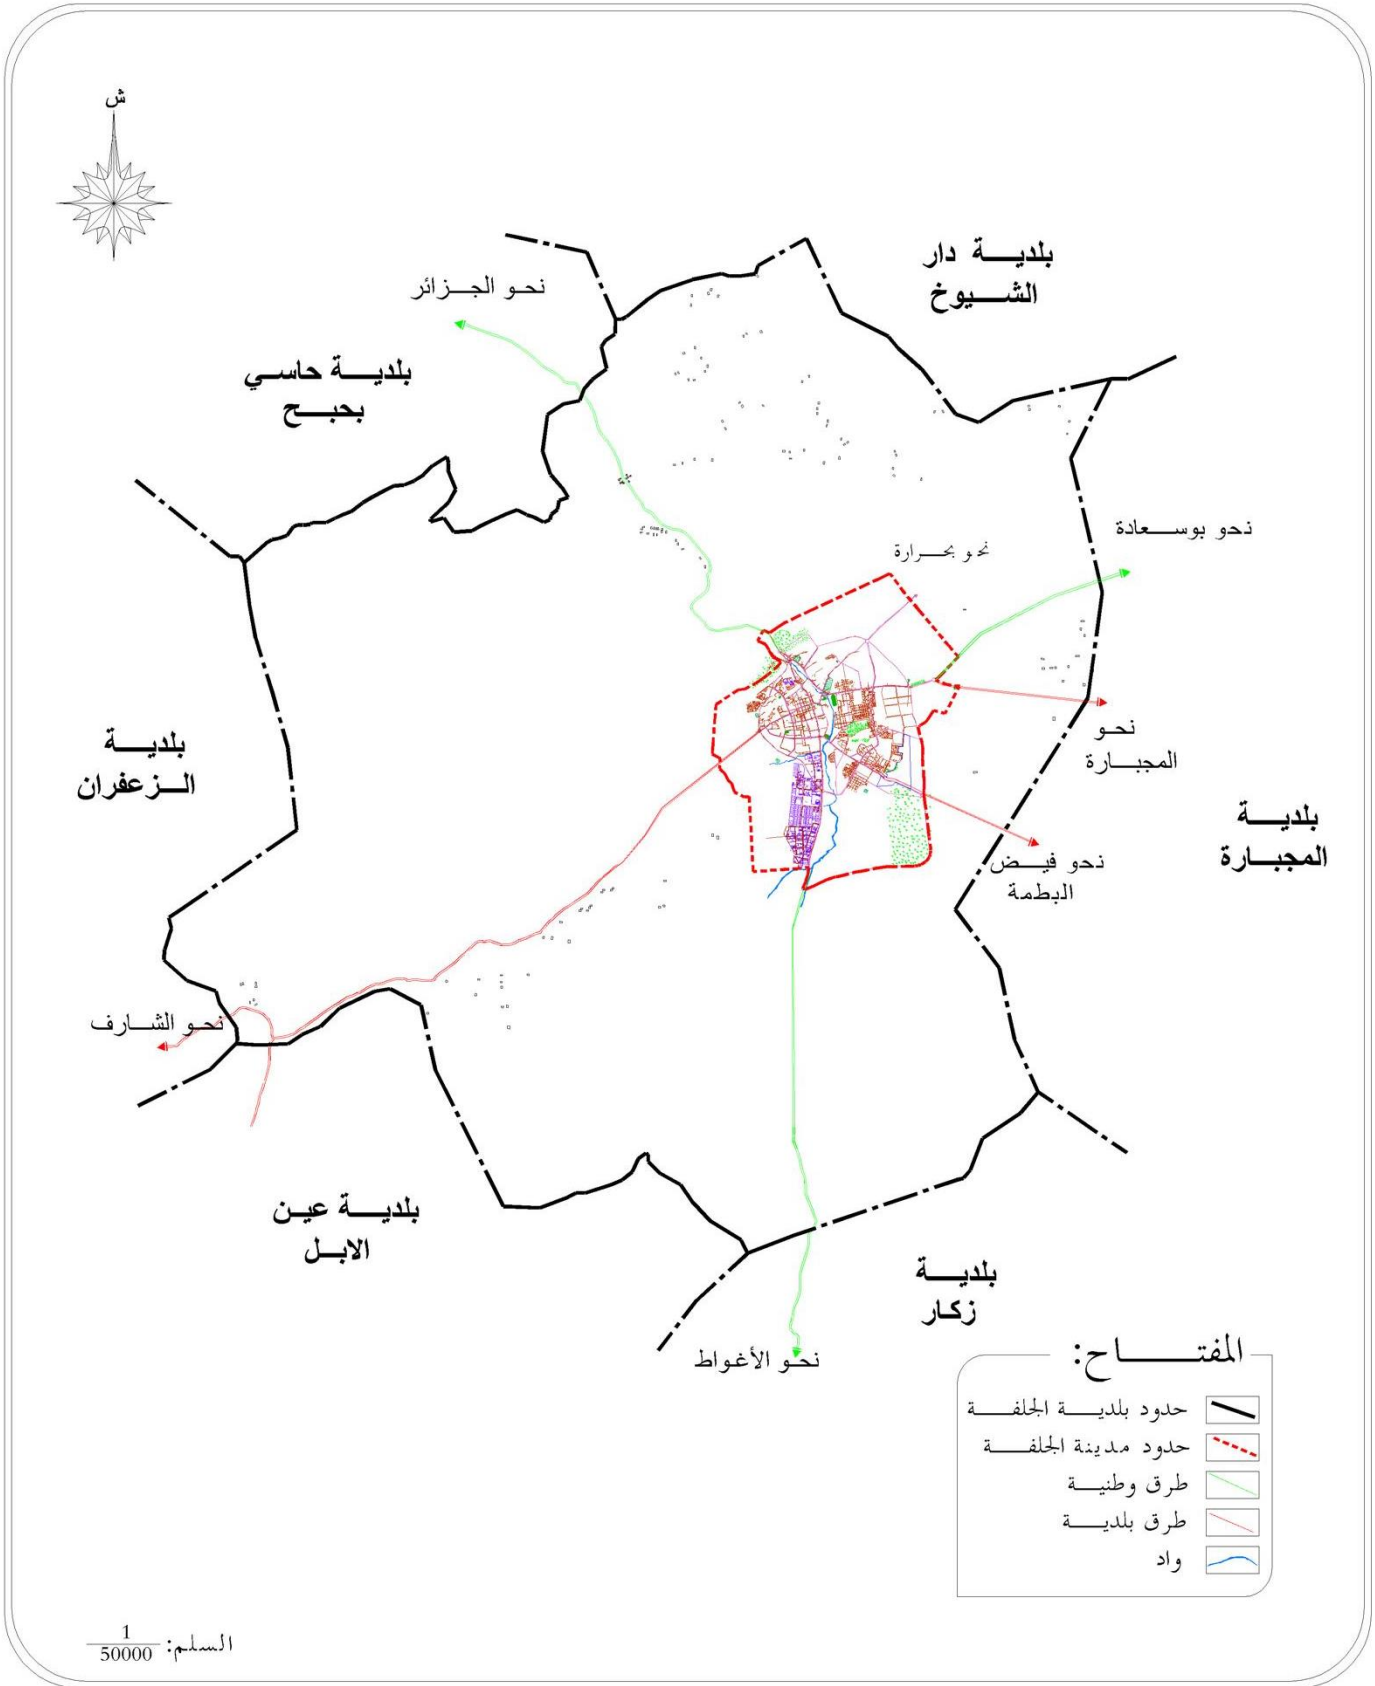 ش
بلدية دار
الشيوخ
نحو الجزائر
بلدية حاسي
بحبح
نحو بوسعادة
نحو بحرارة
بلدية
الزعفران
نحو
المجبارة
بلدية
المجبارة
نحو فيض
البطمة
نحو الشارف
بلدية عين
الابل
بلدية
زكار
نحو الأغواط
المفتاح:
حدود بلدية الجلفة
حدود مدينة الجلفة
طرق وطنية
طرق بلدية
واد
السلم: 1
50000